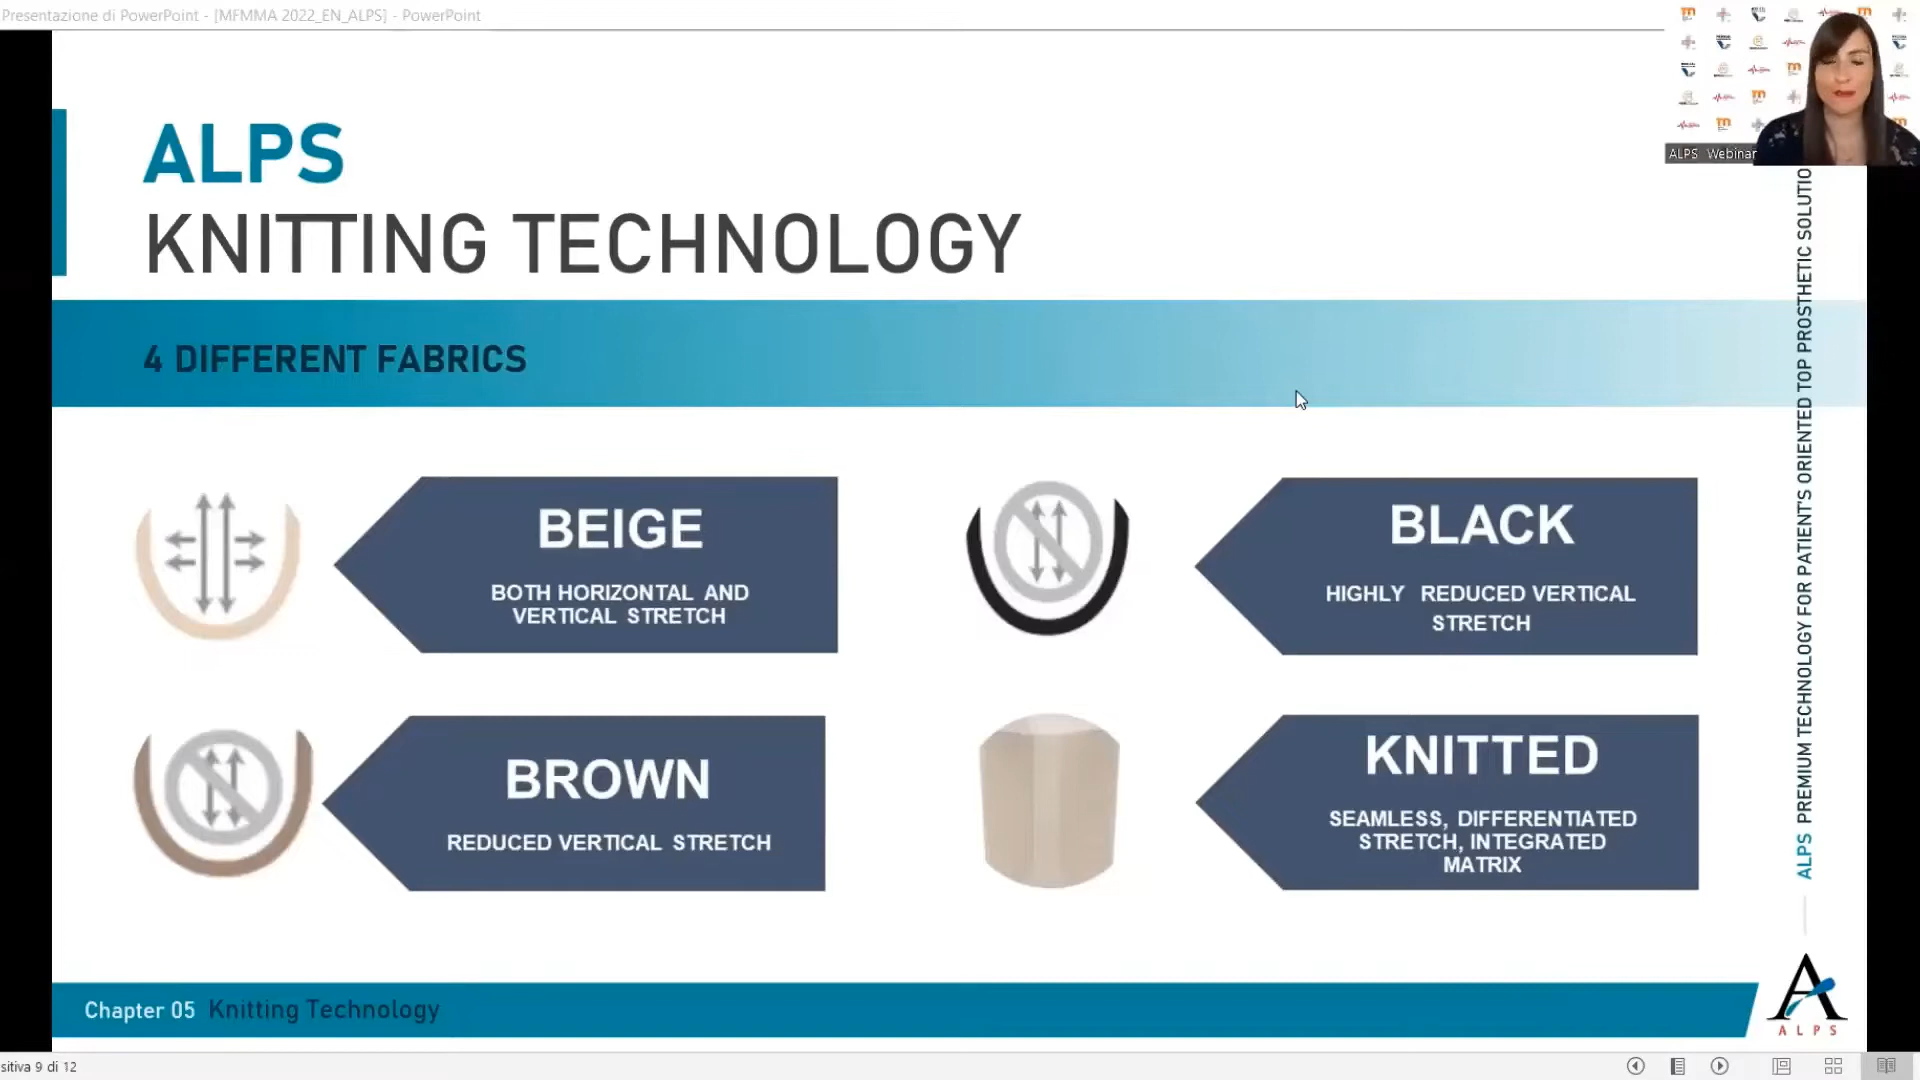 Presentazione di PowerPoint - [MFMMA 2022_EN_ALPS] - PowerPoint
ALPS Webinar
ALPS
KNITTING TECHNOLOGY
4 DIFFERENT FABRICS
BEIGE
BOTH HORIZONTAL AND
VERTICAL STRETCH
BLACK
HIGHLY REDUCED VERTICAL
STRETCH
BROWN
REDUCED VERTICAL STRETCH
KNITTED
SEAMLESS, DIFFERENTIATED
STRETCH, INTEGRATED
MATRIX
ALPS PREMIUM TECHNOLOGY FOR PATIENT'S ORIENTED TOP PROSTHETIC SOLUTIO
Chapter 05 Knitting Technology
ALPS
sitiva 9 di 12